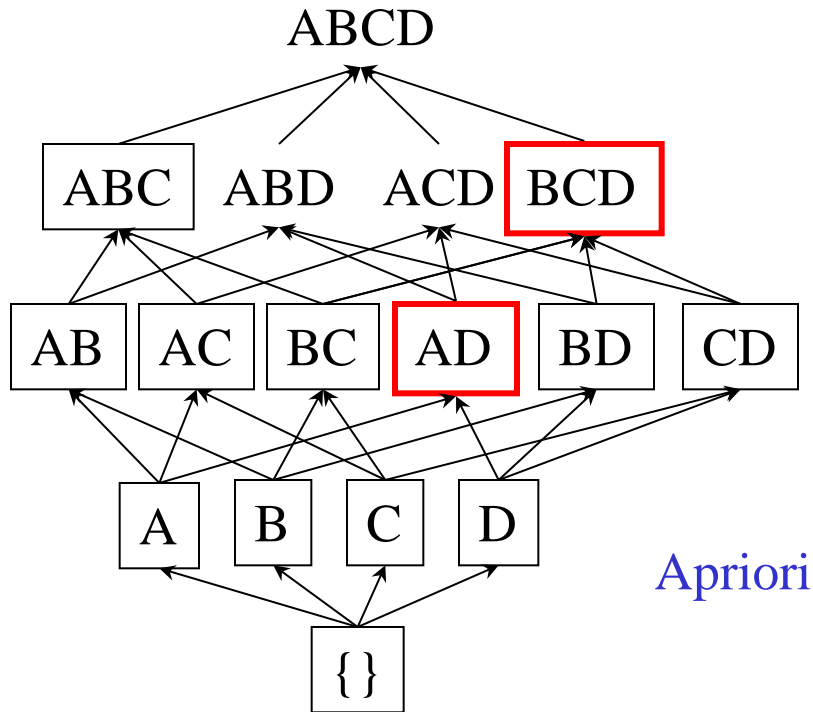 ABCD
ABC ABD ACD BCD
AB AC BC AD BD CD
A B C D
Apriori
{}